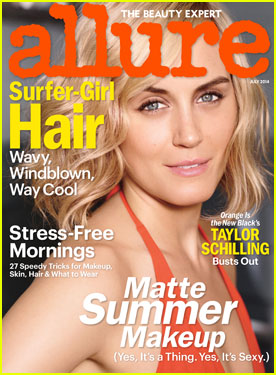 THE BEAUTY EXPERT
allure
JULY 2014
Surfer-Girl
Hair
Wavy,
Windblown,
Way Cool
Orange Is
the New Black's
TAYLOR
SCHILLING
Busts Out
Stress-Free
Mornings
27 Speedy Tricks for Makeup,
Skin, Hair & What to Wear
Matte
Summer
Makeup
(Yes, It's a Thing. Yes, It's Sexy.)